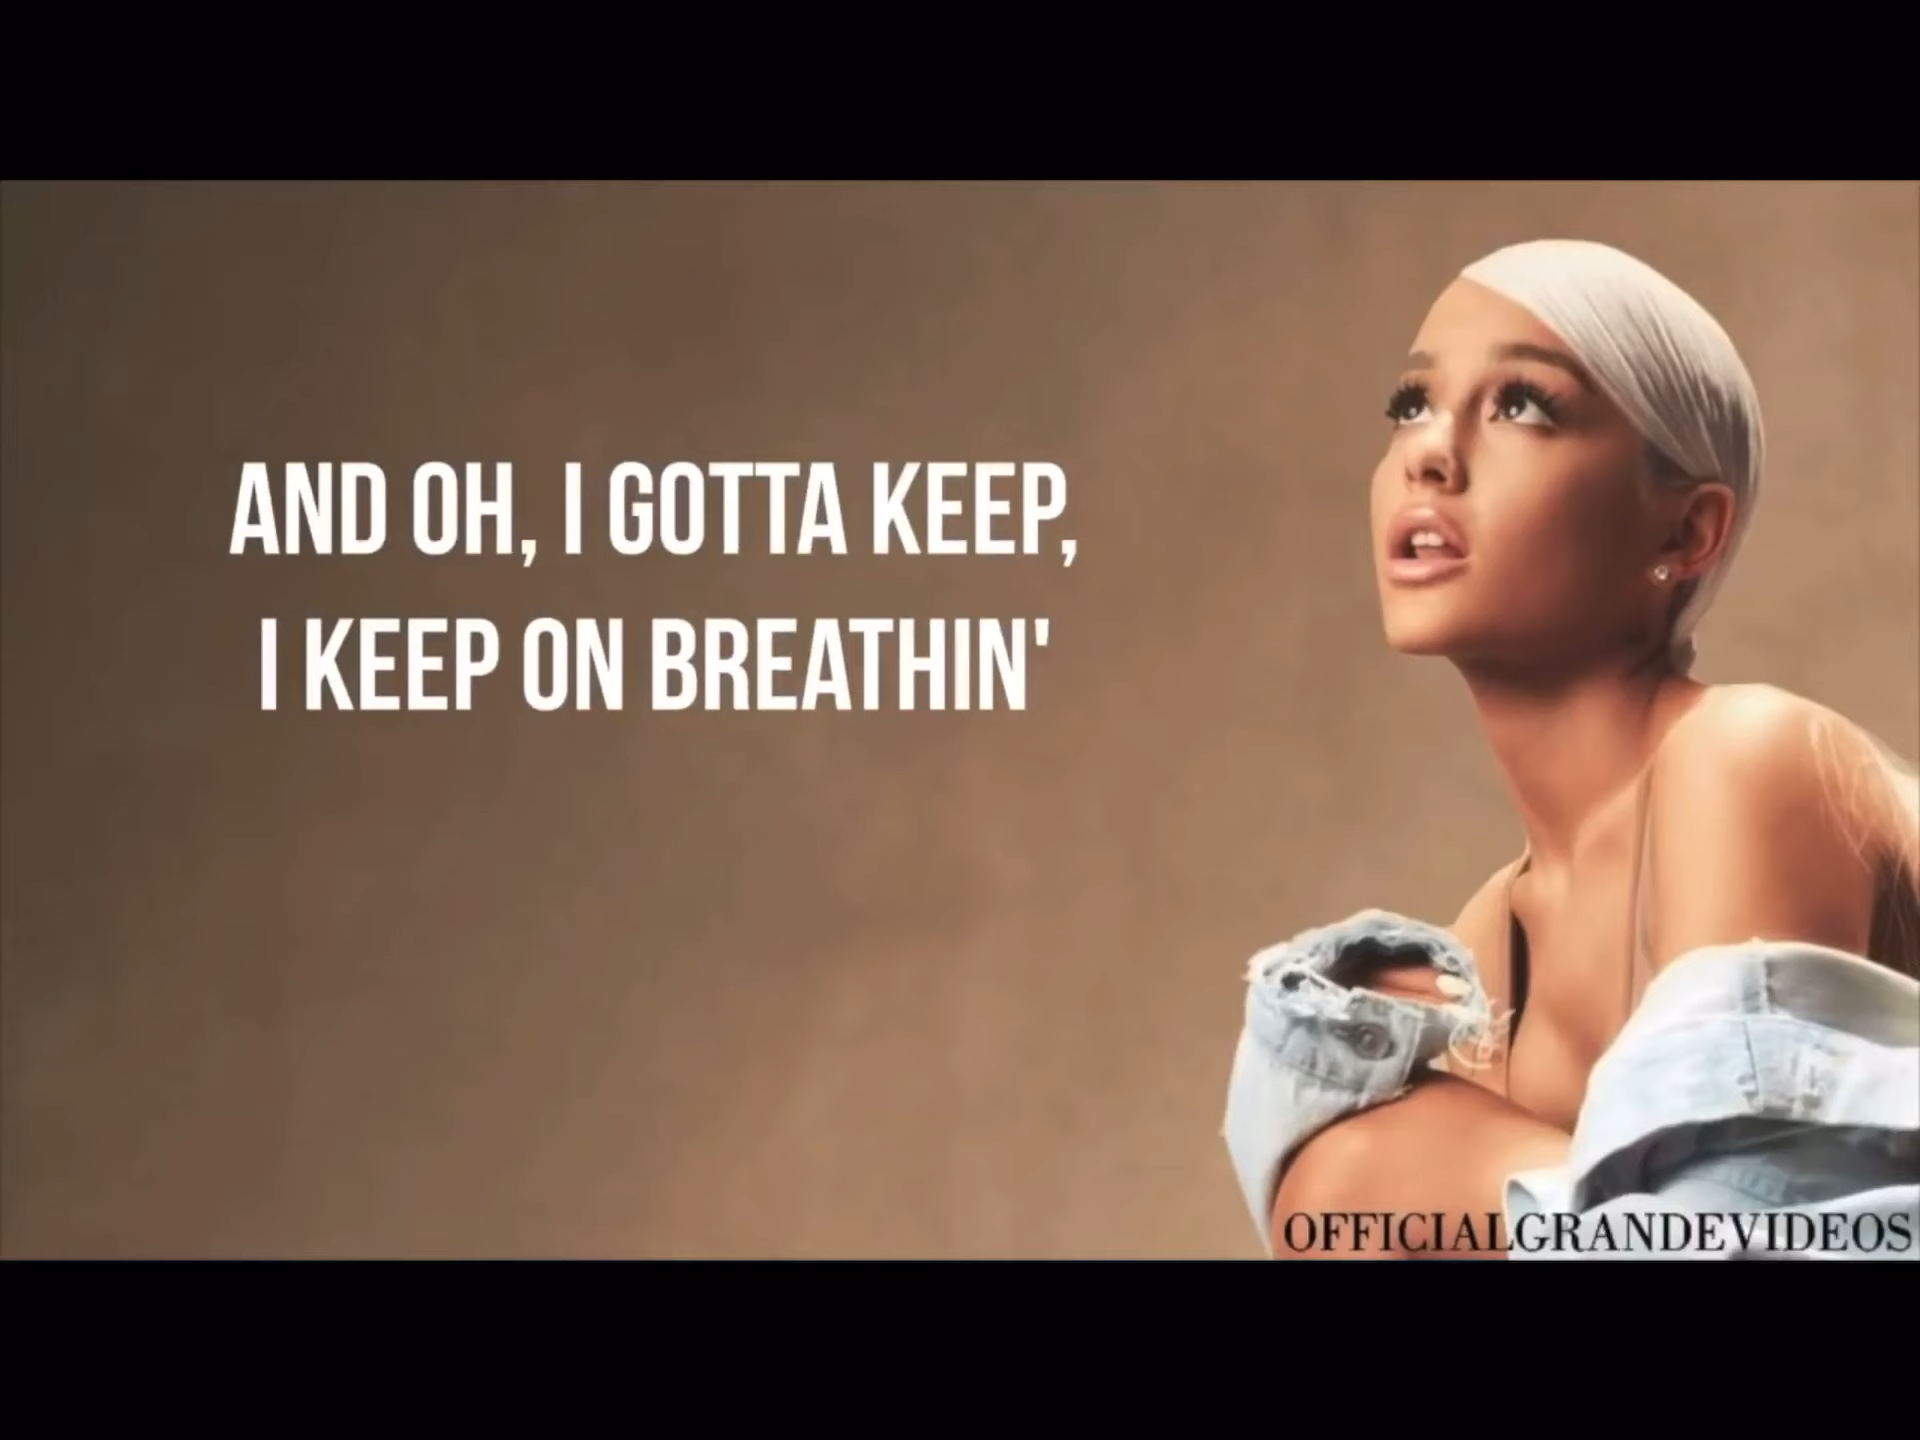 AND OH, I GOTTA KEEP,
I KEEP ON BREATHIN'
OFFICIALGRANDEVIDEOS